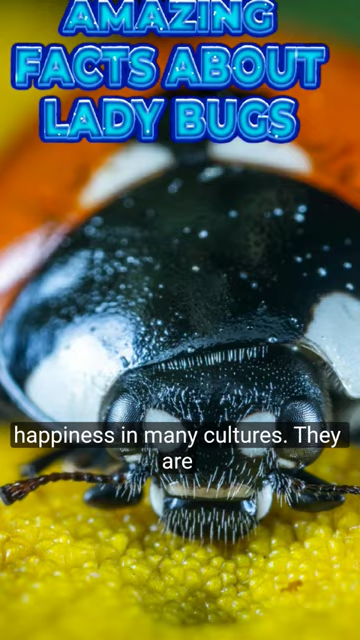 AMAZING
FACTS ABOUT
LADY BUGS
happiness in many cultures. They
are